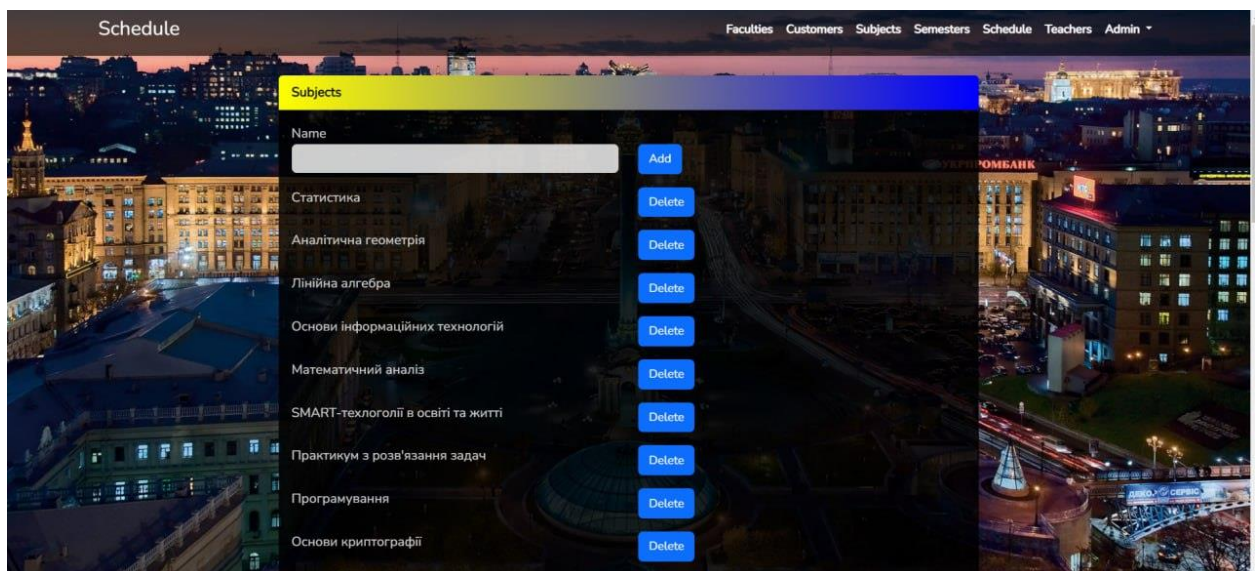 Schedule
Faculties Customers Subjects Semesters Schedule Teachers Admin
Subjects
Name
Add
Статистика Delete
Аналітична геометрія Delete
Лінійна алгебра Delete
Основи інформаційних технологій Delete
Математичний аналіз Delete
SMART-техлоголії в освіті та житті Delete
Практикум з розв'язання задач Delete
Програмування Delete
Основи криптографії Delete
УКРПРОМБАНК
СЕРВІС